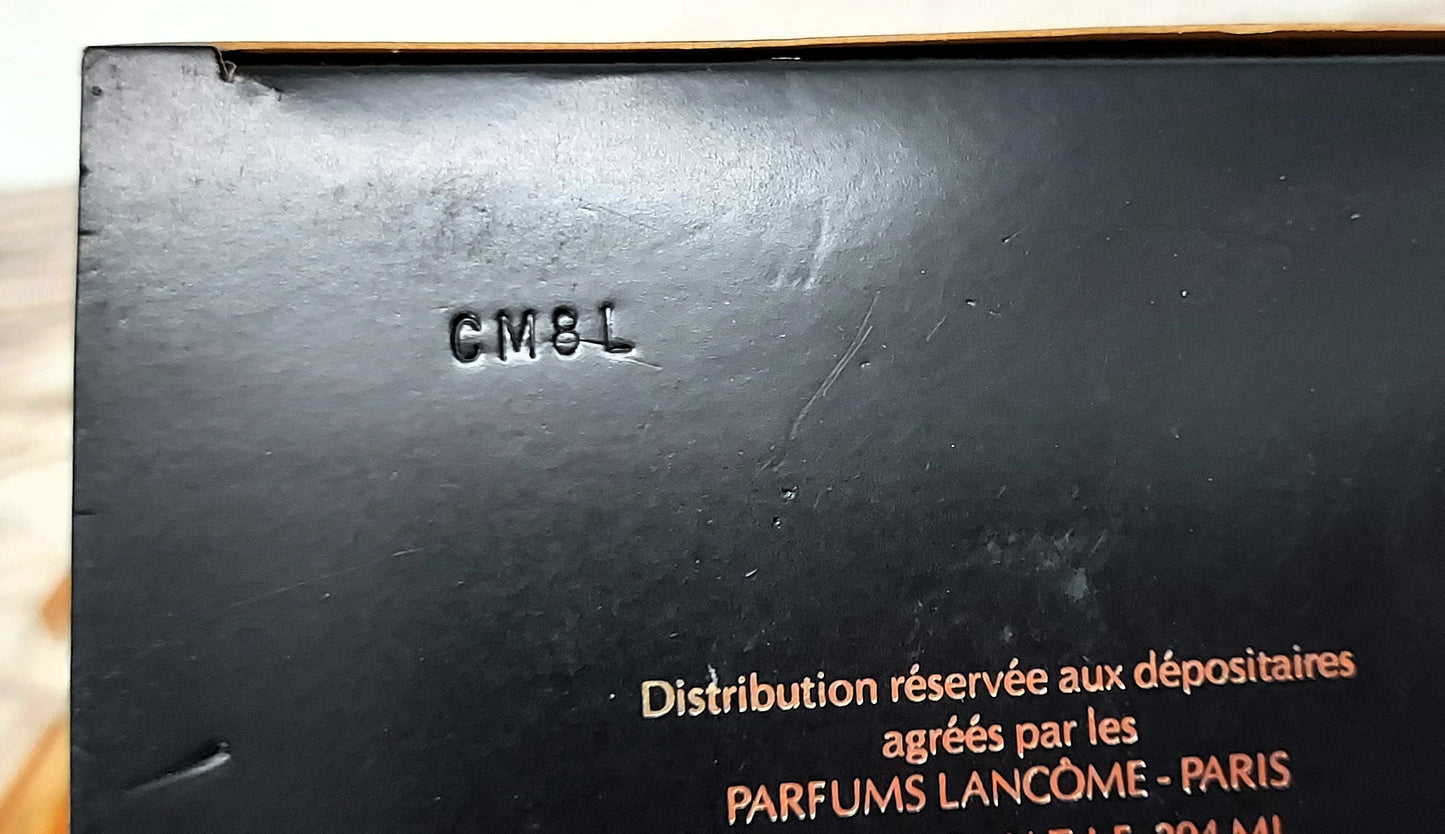 CM8L
Distribution réservée aux dépositaires
agréés par les
PARFUMS LANCÔME - PARIS